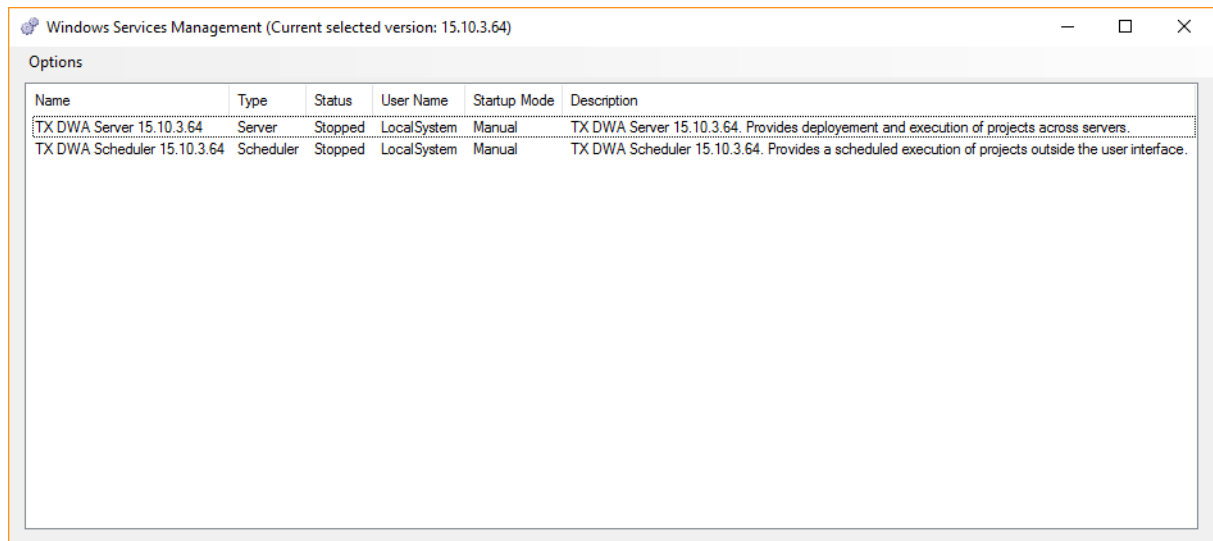 Windows Services Management (Current selected version: 15.10.3.64)
Options
Name Type Status User Name Startup Mode Description
TX DWA Server 15.10.3.64 Server Stopped LocalSystem Manual TX DWA Server 15.10.3.64. Provides deployement and execution of projects across servers.
TX DWA Scheduler 15.10.3.64 Scheduler Stopped LocalSystem Manual TX DWA Scheduler 15.10.3.64. Provides a scheduled execution of projects outside the user interface.